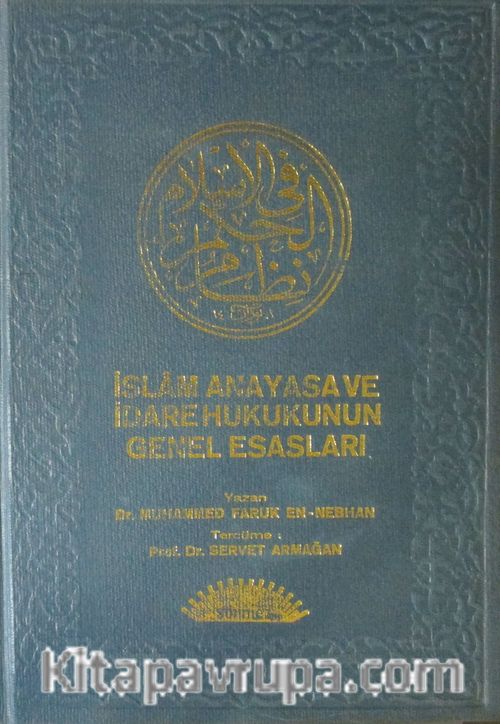 نظام الحكم في الإسلام
İSLÂM ANAYASA VE
İDARE HUKUKUNUN
GENEL ESASLARI
Yazan
Dr. MUHAMMED FARUK EN-NEBHAN
Tercüme :
Prof. Dr. SERVET ARMAĞAN
kitapavrupa.com